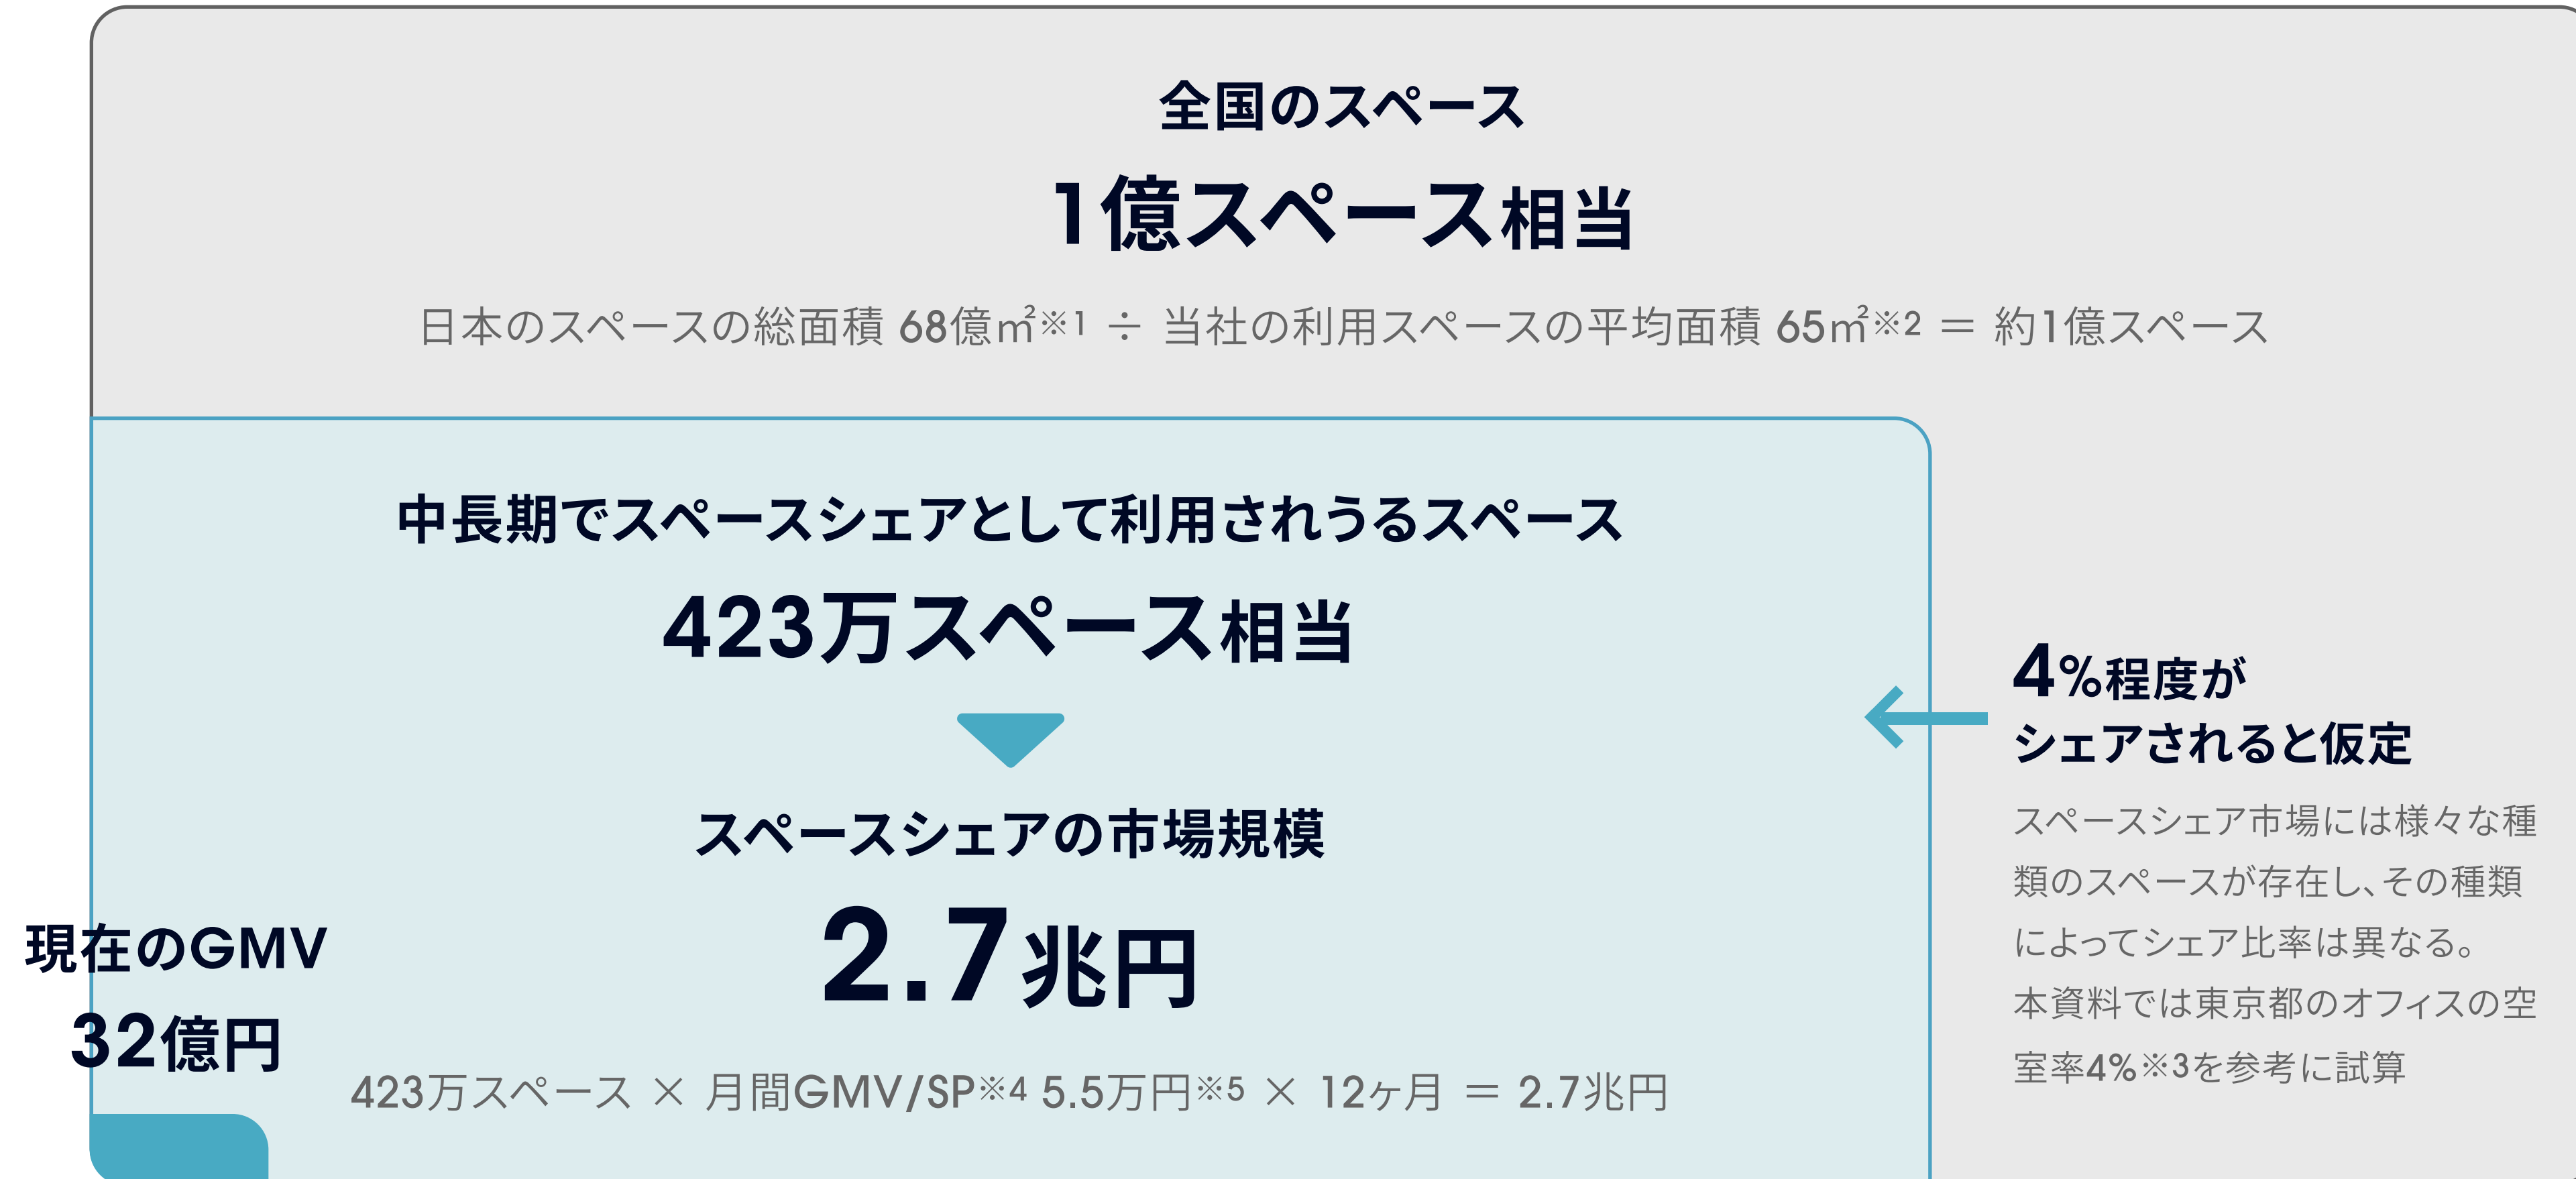 全国のスペース
1億スペース相当
日本のスペースの総面積 68億㎡※1 ÷ 当社の利用スペースの平均面積 65㎡※2 = 約1億スペース
中長期でスペースシェアとして利用されうるスペース
423万スペース相当
スペースシェアの市場規模
2.7兆円
423万スペース × 月間GMV/SP※4 5.5万円※5 × 12ヶ月 = 2.7兆円
現在のGMV
32億円
4%程度が
シェアされると仮定
スペースシェア市場には様々な種
類のスペースが存在し、その種類
によってシェア比率は異なる。
本資料では東京都のオフィスの空
室率4%※3を参考に試算